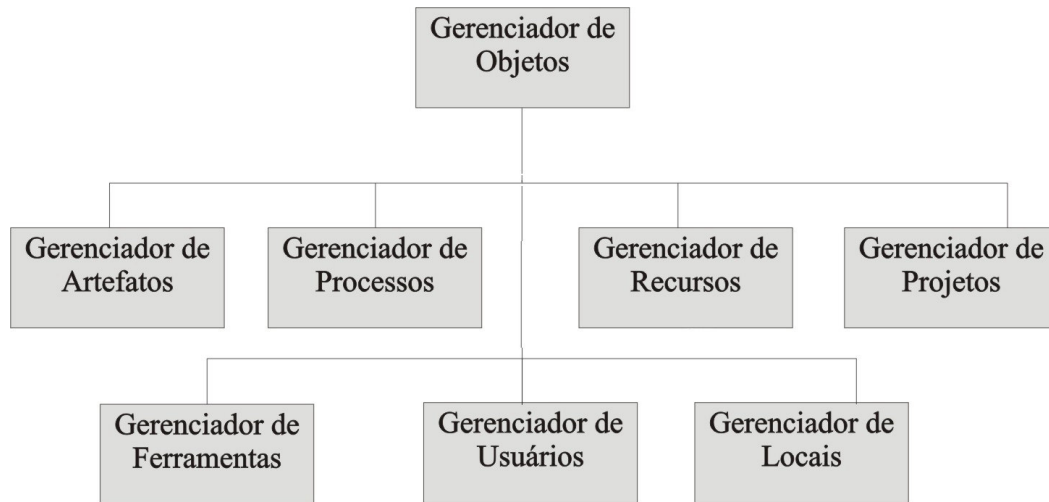 Gerenciador de
Objetos
Gerenciador de
Artefatos
Gerenciador de
Processos
Gerenciador de
Recursos
Gerenciador de
Projetos
Gerenciador de
Ferramentas
Gerenciador de
Usuários
Gerenciador de
Locais